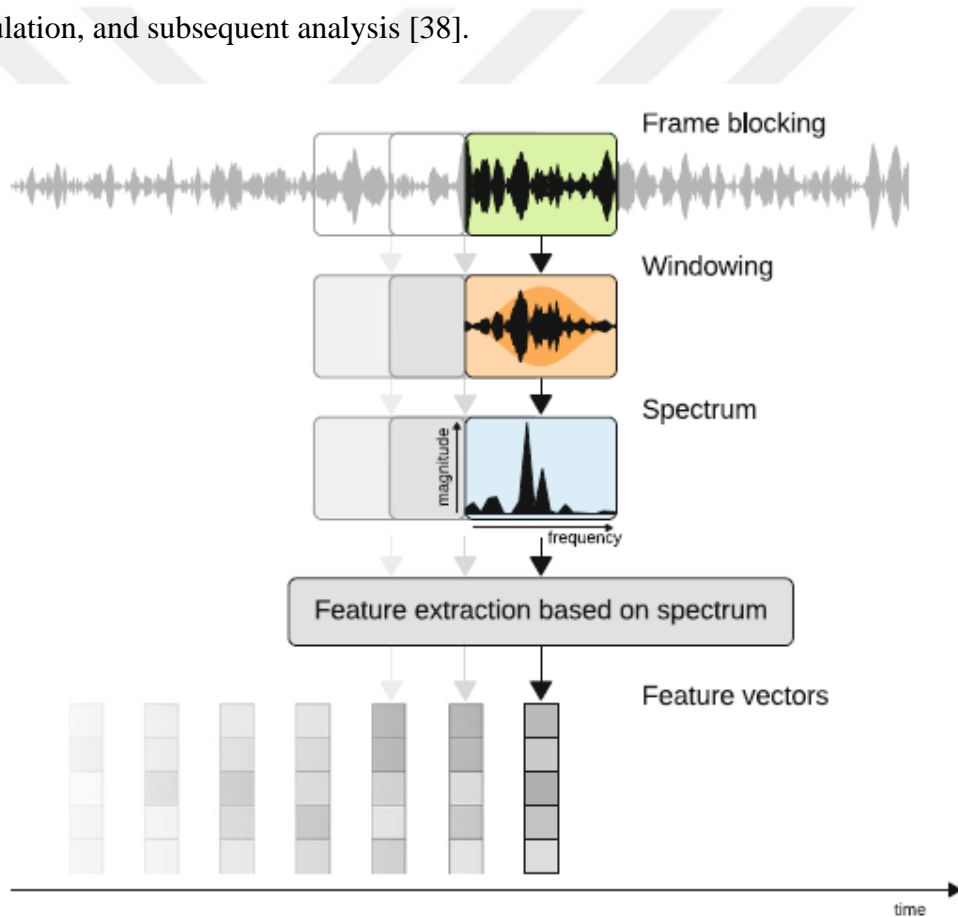 ulation, and subsequent analysis [38].
Frame blocking
Windowing
Spectrum
magnitude
frequency
Feature extraction based on spectrum
Feature vectors
time